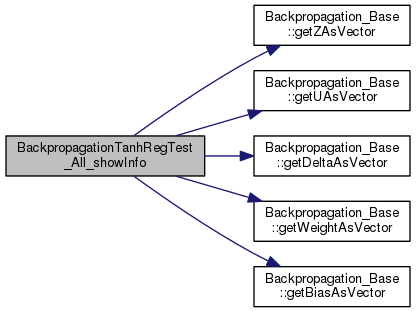 BackpropagationTanhRegTest
_All_showInfo
Backpropagation_Base
::getZAsVector
Backpropagation_Base
::getUAsVector
Backpropagation_Base
::getDeltaAsVector
Backpropagation_Base
::getWeightAsVector
Backpropagation_Base
::getBiasAsVector